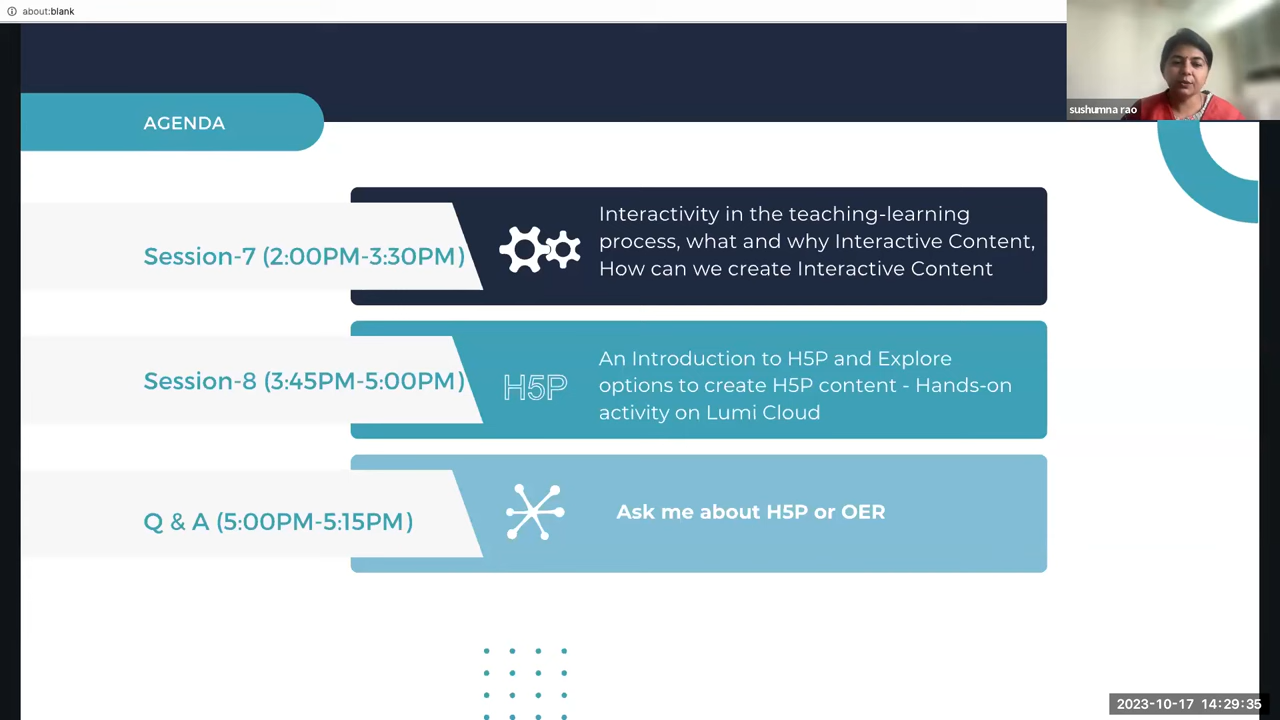 about:blank
sushumna rao
AGENDA
Session-7 (2:00PM-3:30PM)
Interactivity in the teaching-learning
process, what and why Interactive Content,
How can we create Interactive Content
Session-8 (3:45PM-5:00PM)
H5P
An Introduction to H5P and Explore
options to create H5P content - Hands-on
activity on Lumi Cloud
Q & A (5:00PM-5:15PM)
Ask me about H5P or OER
2023-10-17 14:29:35